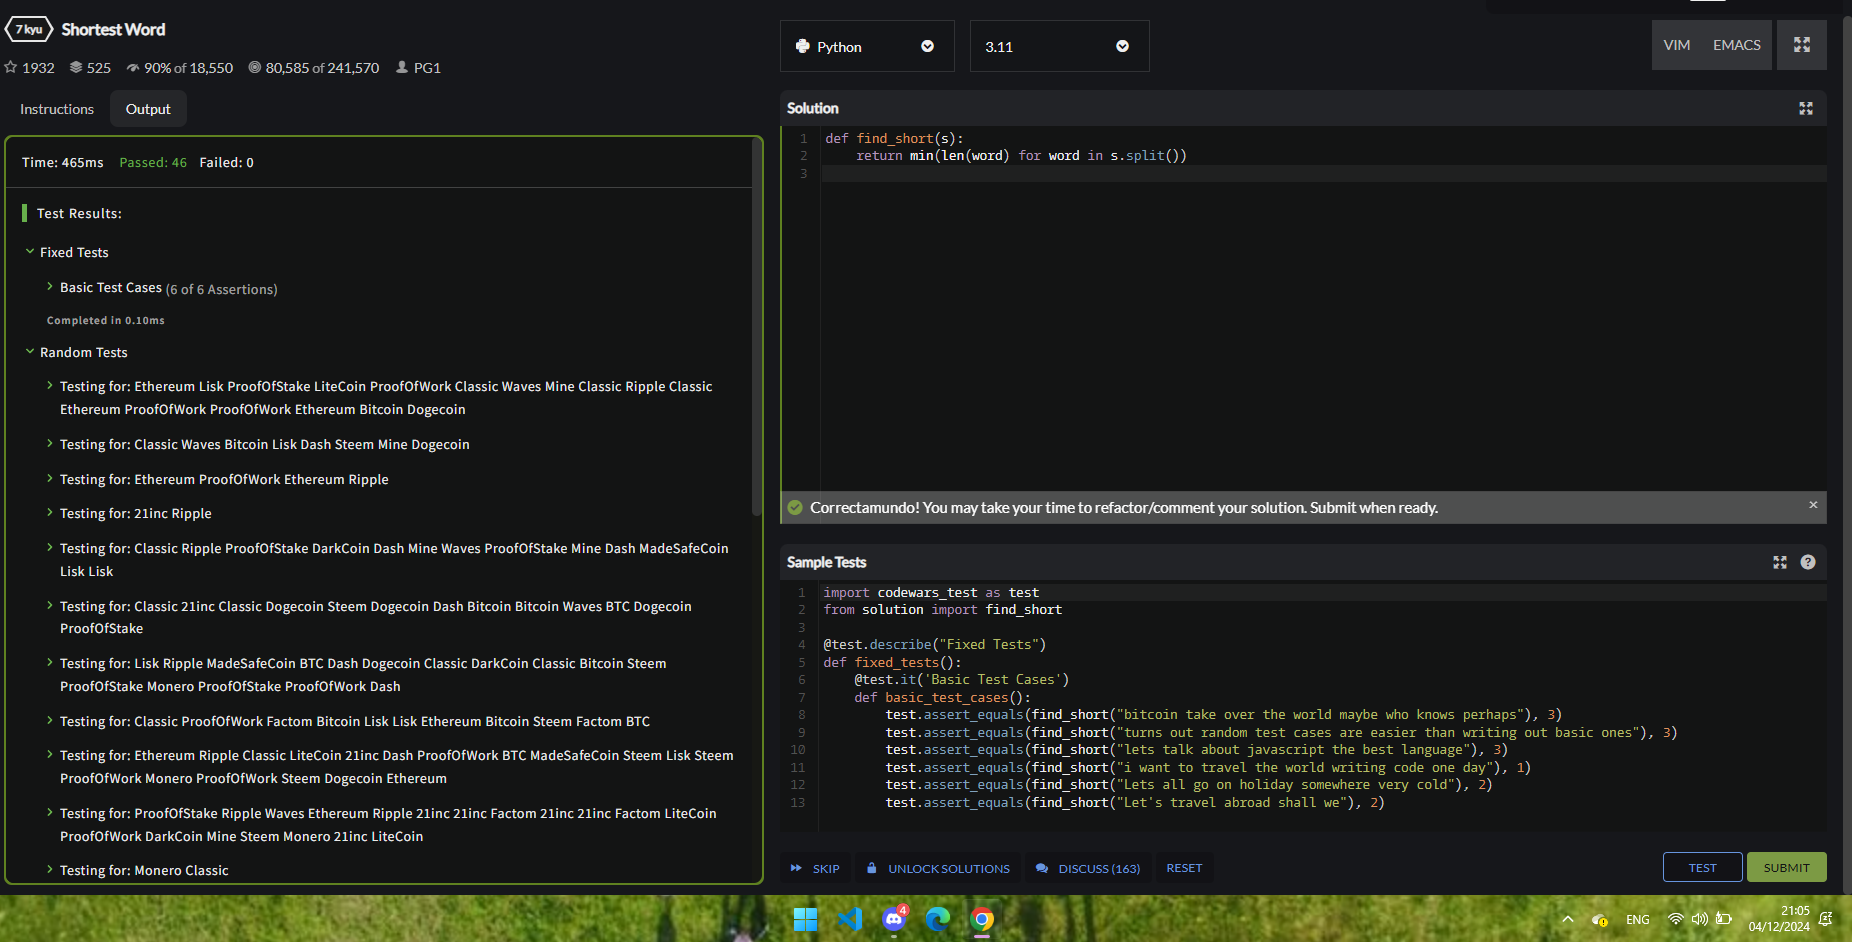 7 kyu Shortest Word
1932 525 90% of 18,550 80,585 of 241,570 PG1
Instructions Output
Time: 465ms Passed: 46 Failed: 0
Test Results:
Fixed Tests
Basic Test Cases (6 of 6 Assertions)
Completed in 0.10ms
Random Tests
Testing for: Ethereum Lisk ProofOfStake LiteCoin ProofOfWork Classic Waves Mine Classic Ripple Classic
Ethereum ProofOfWork ProofOfWork Ethereum Bitcoin Dogecoin
Testing for: Classic Waves Bitcoin Lisk Dash Steem Mine Dogecoin
Testing for: Ethereum ProofOfWork Ethereum Ripple
Testing for: 21inc Ripple
Testing for: Classic Ripple ProofOfStake DarkCoin Dash Mine Waves ProofOfStake Mine Dash MadeSafeCoin
Lisk Lisk
Testing for: Classic 21inc Classic Dogecoin Steem Dogecoin Dash Bitcoin Bitcoin Waves BTC Dogecoin
ProofOfStake
Testing for: Lisk Ripple MadeSafeCoin BTC Dash Dogecoin Classic DarkCoin Classic Bitcoin Steem
ProofOfStake Monero ProofOfStake ProofOfWork Dash
Testing for: Classic ProofOfWork Factom Bitcoin Lisk Lisk Ethereum Bitcoin Steem Factom BTC
Testing for: Ethereum Ripple Classic LiteCoin 21inc Dash ProofOfWork BTC MadeSafeCoin Steem Lisk Steem
ProofOfWork Monero ProofOfWork Steem Dogecoin Ethereum
Testing for: ProofOfStake Ripple Waves Ethereum Ripple 21inc 21inc Factom 21inc 21inc Factom LiteCoin
ProofOfWork DarkCoin Mine Steem Monero 21inc LiteCoin
Testing for: Monero Classic
Python 3.11 VIM EMACS
Solution
1 def find_short(s):
2     return min(len(word) for word in s.split())
3
Correctamundo! You may take your time to refactor/comment your solution. Submit when ready. ×
Sample Tests
1 import codewars_test as test
2 from solution import find_short
3
4 @test.describe("Fixed Tests")
5 def fixed_tests():
6     @test.it('Basic Test Cases')
7     def basic_test_cases():
8         test.assert_equals(find_short("bitcoin take over the world maybe who knows perhaps"), 3)
9         test.assert_equals(find_short("turns out random test cases are easier than writing out basic ones"), 3)
10         test.assert_equals(find_short("lets talk about javascript the best language"), 3)
11         test.assert_equals(find_short("i want to travel the world writing code one day"), 1)
12         test.assert_equals(find_short("Lets all go on holiday somewhere very cold"), 2)
13         test.assert_equals(find_short("Let's travel abroad shall we"), 2)
SKIP UNLOCK SOLUTIONS DISCUSS (163) RESET TEST SUBMIT
4 ENG 21:05
04/12/2024